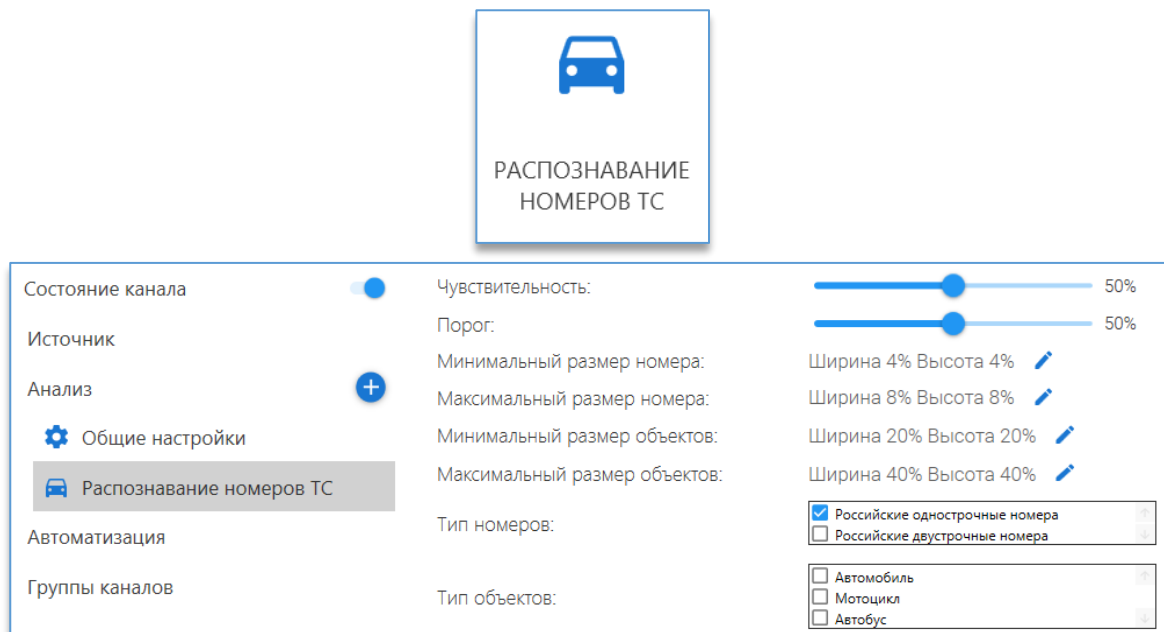 РАСПОЗНАВАНИЕ
НОМЕРОВ ТС
Состояние канала
Источник
Анализ
Общие настройки
Распознавание номеров ТС
Автоматизация
Группы каналов
Чувствительность: 50%
Порог: 50%
Минимальный размер номера: Ширина 4% Высота 4%
Максимальный размер номера: Ширина 8% Высота 8%
Минимальный размер объектов: Ширина 20% Высота 20%
Максимальный размер объектов: Ширина 40% Высота 40%
Тип номеров:
Российские однострочные номера
Российские двустрочные номера
Тип объектов:
Автомобиль
Мотоцикл
Автобус